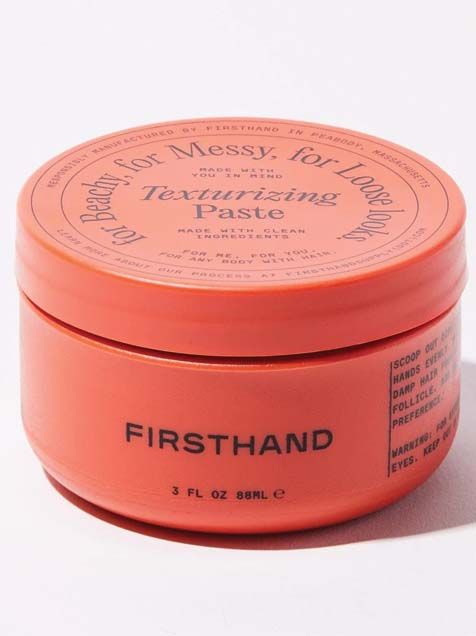 RESPONSIBLY MANUFACTURED BY FIRSTHAND IN PEABODY, MASSACHUSETTS
for Beachy, for Messy, for Loose looks.
MADE WITH
YOU IN MIND
Texturizing
Paste
MADE WITH CLEAN
INGREDIENTS
FOR ME, FOR YOU,
FOR ANY BODY WITH HAIR.
LEARN MORE ABOUT OUR PROCESS AT FIRSTHANDSUPPLY.COM
FIRSTHAND
3 FL OZ 88ML ℮
SCOOP OUT
HANDS EVENLY
DAMP HAIR
FOLLICLE.
PREFERENCE.
WARNING: FOR
EYES. KEEP OUT